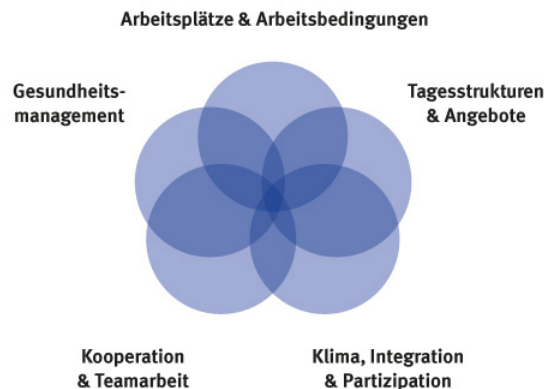 Arbeitsplätze & Arbeitsbedingungen
Gesundheits-
management
Tagesstrukturen
& Angebote
Kooperation
& Teamarbeit
Klima, Integration
& Partizipation